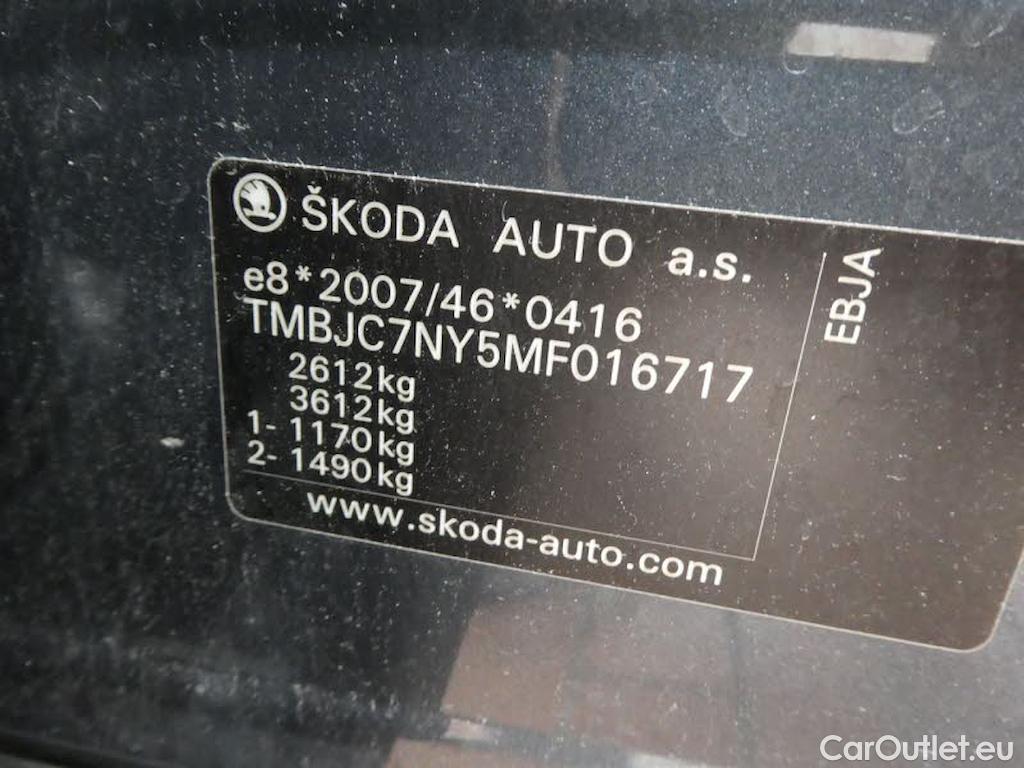 ŠKODA AUTO a.s.
e8*2007/46*0416
TMBJC7NY5MF016717
2612kg
3612kg
1- 1170kg
2- 1490kg
www.skoda-auto.com
EBJA
CarOutlet.eu